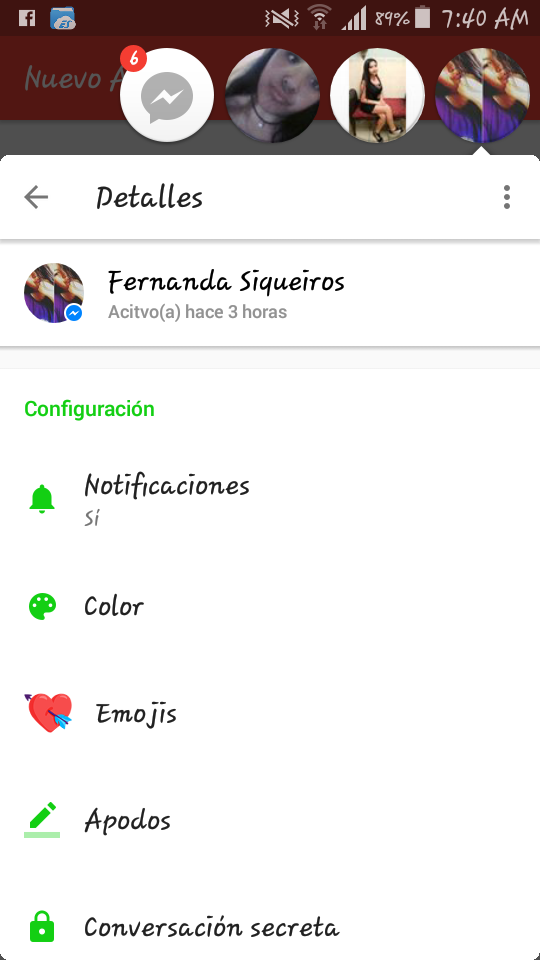 89% 7:40 AM
Nuevo A
6
Detalles
Fernanda Siqueiros
Acitvo(a) hace 3 horas
Configuración
Notificaciones
Sí
Color
Emojis
Apodos
Conversación secreta